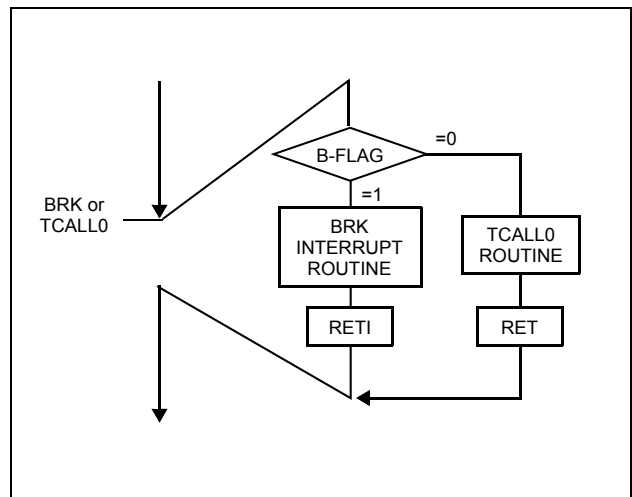 B-FLAG
=0
=1
BRK or
TCALL0
BRK
INTERRUPT
ROUTINE
TCALL0
ROUTINE
RETI
RET